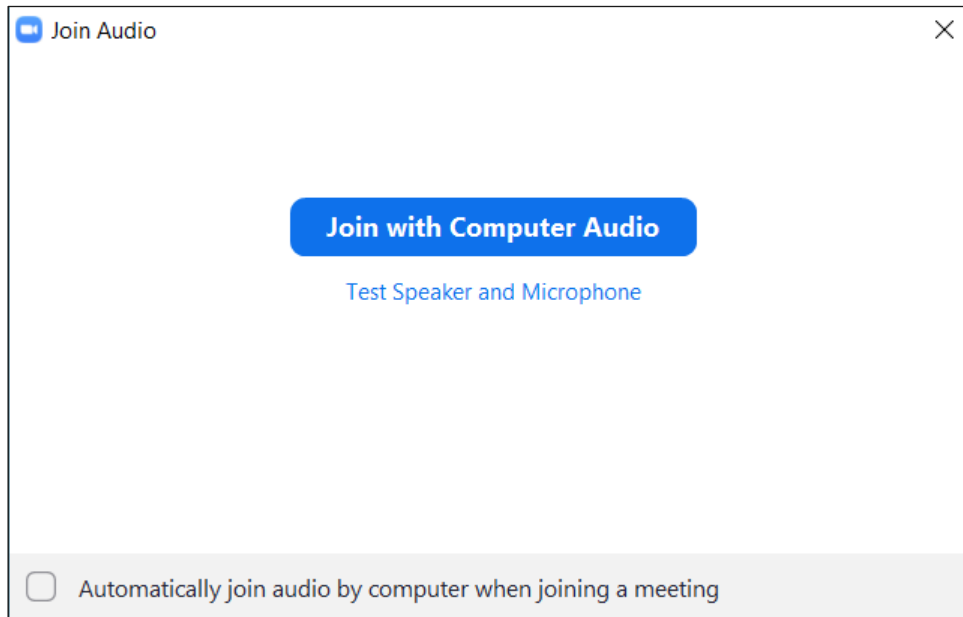 Join Audio
Join with Computer Audio
Test Speaker and Microphone
Automatically join audio by computer when joining a meeting